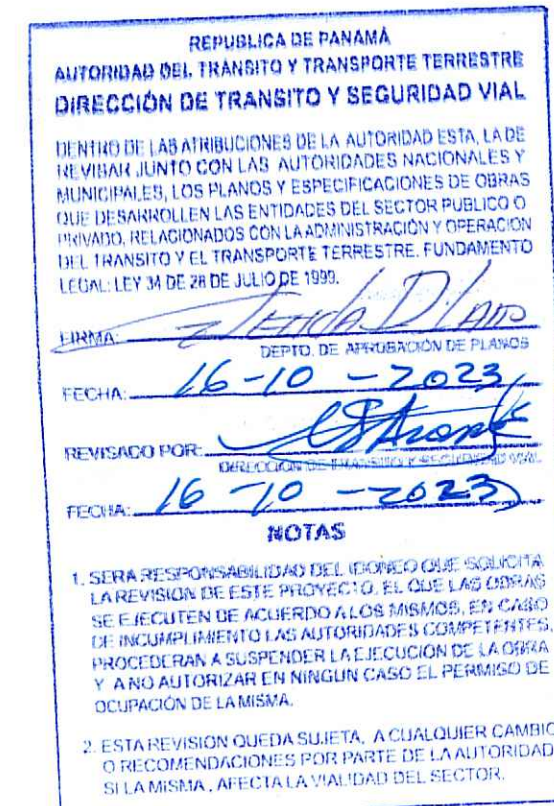 REPUBLICA DE PANAMÁ
AUTORIDAD DEL TRÁNSITO Y TRANSPORTE TERRESTRE
DIRECCIÓN DE TRANSITO Y SEGURIDAD VIAL
DENTRO DE LAS ATRIBUCIONES DE LA AUTORIDAD ESTA, LA DE
REVISAR JUNTO CON LAS AUTORIDADES NACIONALES Y
MUNICIPALES, LOS PLANOS Y ESPECIFICACIONES DE OBRAS
QUE DESARROLLEN LAS ENTIDADES DEL SECTOR PUBLICO O
PRIVADO, RELACIONADOS CON LA ADMINISTRACIÓN Y OPERACIÓN
DEL TRANSITO Y EL TRANSPORTE TERRESTRE. FUNDAMENTO
LEGAL: LEY 34 DE 28 DE JULIO DE 1999.
FIRMA:
DEPTO. DE APROBACIÓN DE PLANOS
FECHA: 16-10-2023
REVISADO POR:
DIRECCIÓN DE TRANSITO Y SEGURIDAD VIAL
FECHA: 16-10-2023
NOTAS
1. SERA RESPONSABILIDAD DEL IDONEO QUE SOLICITA
LA REVISION DE ESTE PROYECTO, EL QUE LAS OBRAS
SE EJECUTEN DE ACUERDO A LOS MISMOS, EN CASO
DE INCUMPLIMIENTO LAS AUTORIDADES COMPETENTES,
PROCEDERAN A SUSPENDER LA EJECUCION DE LA OBRA
Y A NO AUTORIZAR EN NINGUN CASO EL PERMISO DE
OCUPACIÓN DE LA MISMA.
2. ESTA REVISION QUEDA SUJETA, A CUALQUIER CAMBIO
O RECOMENDACIONES POR PARTE DE LA AUTORIDAD
SI LA MISMA, AFECTA LA VIALIDAD DEL SECTOR.